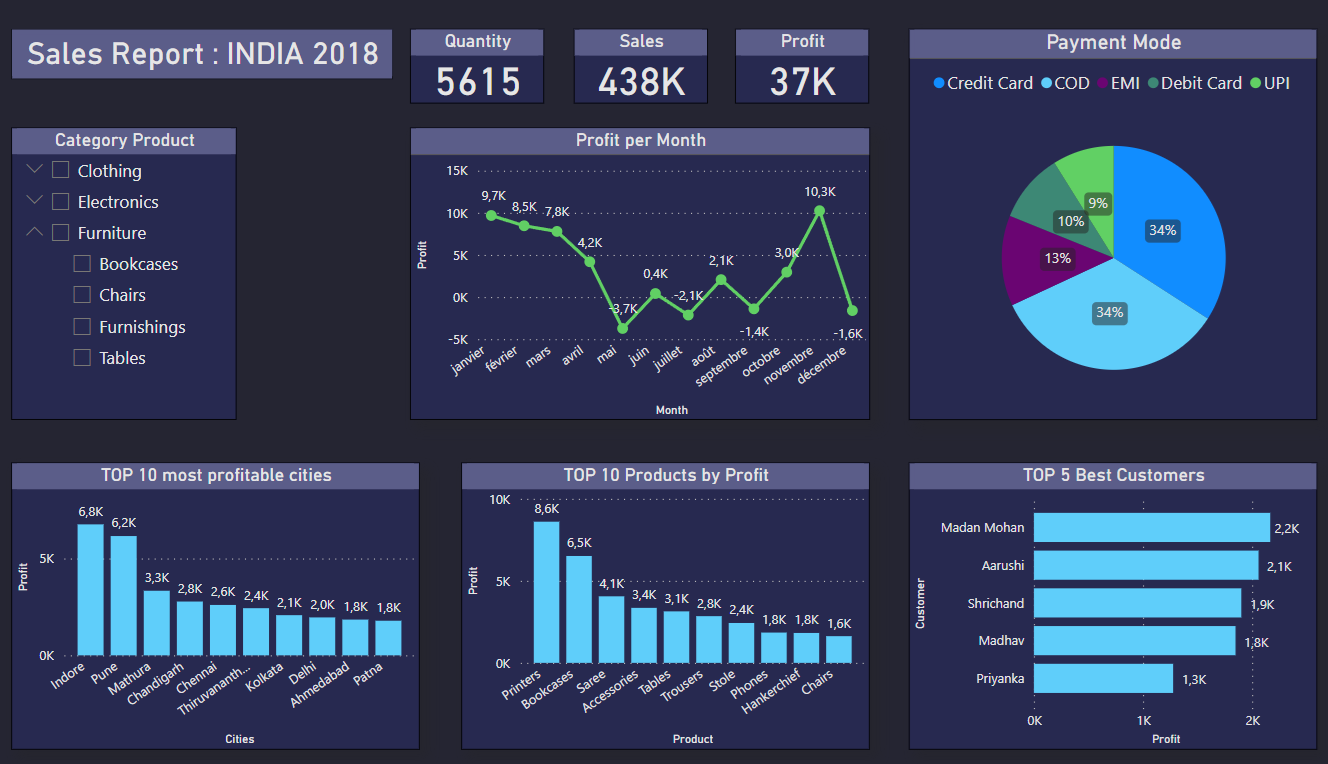 Sales Report : INDIA 2018
Quantity
5615
Sales
438K
Profit
37K
Payment Mode
Credit Card COD EMI Debit Card UPI
34%
34%
13%
10%
9%
Category Product
Clothing
Electronics
Furniture
Bookcases
Chairs
Furnishings
Tables
Profit per Month
Profit
15K
10K
5K
0K
-5K
9,7K
8,5K
7,8K
4,2K
-3,7K
0,4K
-2,1K
2,1K
-1,4K
3,0K
10,3K
-1,6K
janvier
février
mars
avril
mai
juin
juillet
août
septembre
octobre
novembre
décembre
Month
TOP 10 most profitable cities
Profit
5K
0K
6,8K
6,2K
3,3K
2,8K
2,6K
2,4K
2,1K
2,0K
1,8K
1,8K
Indore
Pune
Mathura
Chandigarh
Chennai
Thiruvananth...
Kolkata
Delhi
Ahmedabad
Patna
Cities
TOP 10 Products by Profit
Profit
10K
5K
0K
8,6K
6,5K
4,1K
3,4K
3,1K
2,8K
2,4K
1,8K
1,8K
1,6K
Printers
Bookcases
Saree
Accessories
Tables
Trousers
Stole
Phones
Hankerchief
Chairs
Product
TOP 5 Best Customers
Customer
Madan Mohan 2,2K
Aarushi 2,1K
Shrichand 1,9K
Madhav 1,8K
Priyanka 1,3K
0K 1K 2K
Profit